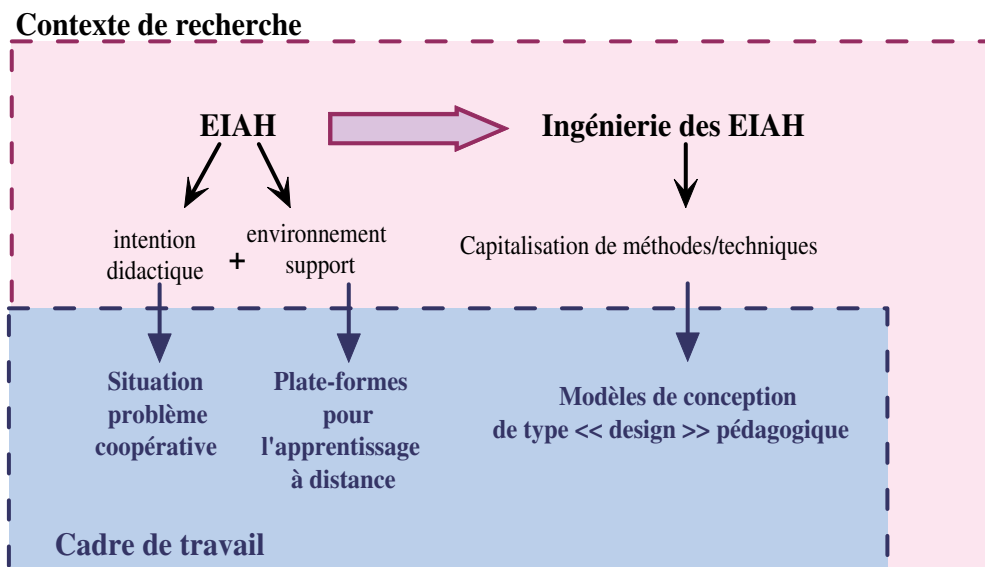 Contexte de recherche
EIAH
Ingénierie des EIAH
intention
didactique
+
environnement
support
Capitalisation de méthodes/techniques
Situation
problème
coopérative
Plate-formes
pour
l'apprentissage
à distance
Modèles de conception
de type << design >> pédagogique
Cadre de travail